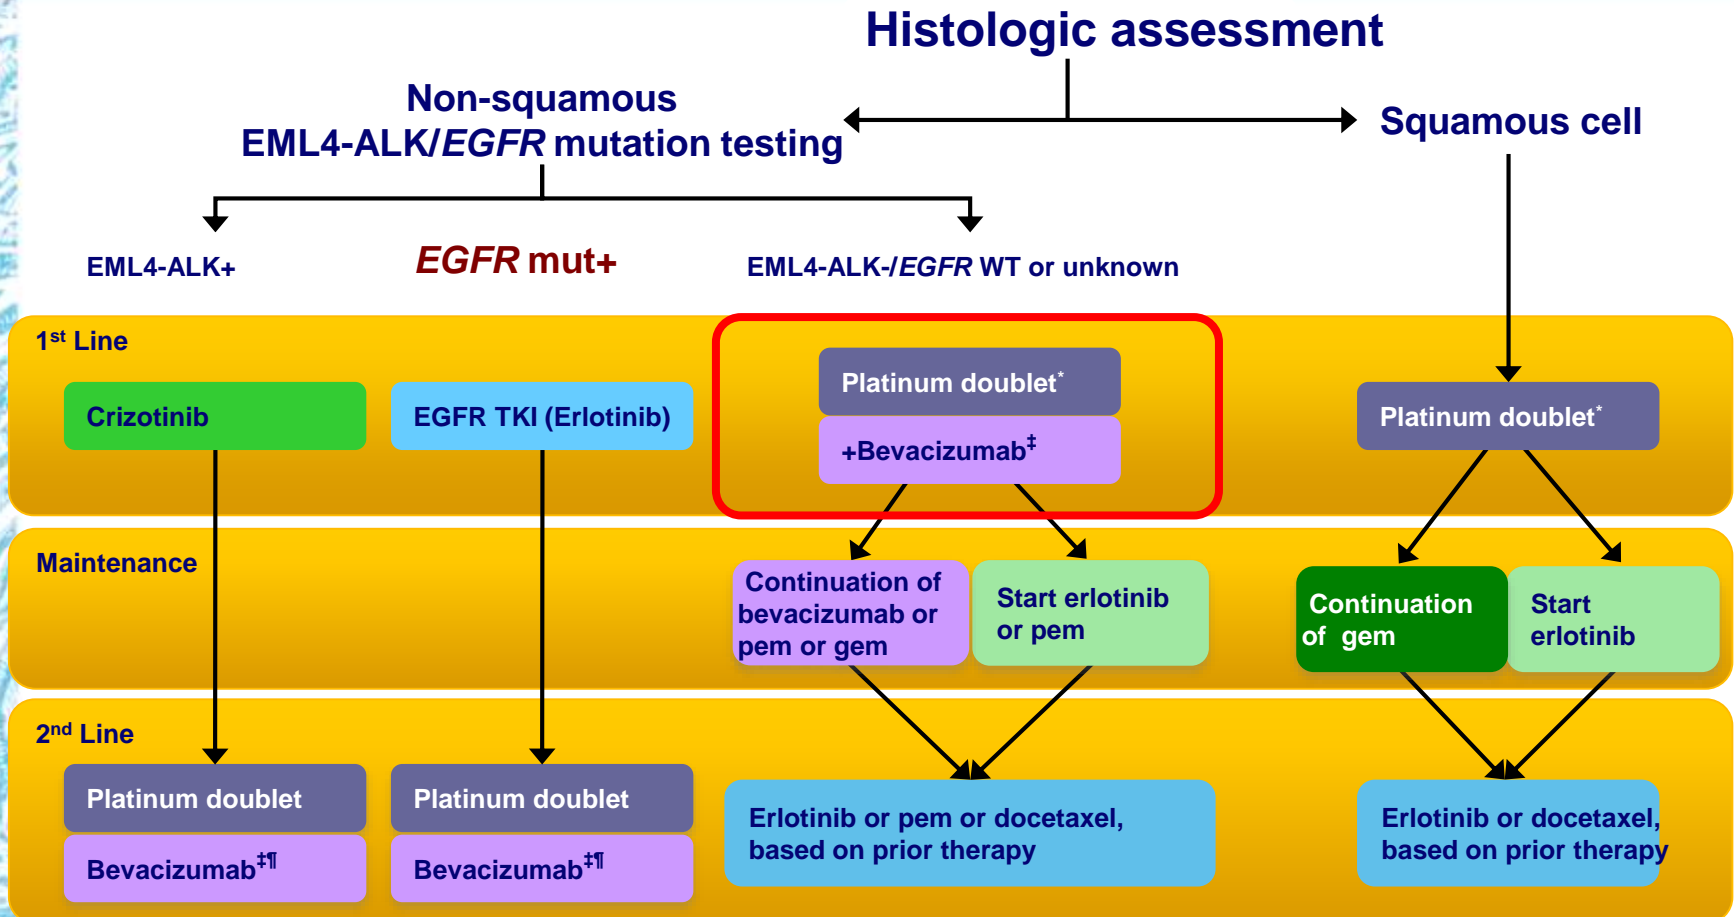 Histologic assessment
Non-squamous
EML4-ALK/EGFR mutation testing
Squamous cell
EML4-ALK+
EGFR mut+
EML4-ALK-/EGFR WT or unknown
1st Line
Crizotinib
EGFR TKI (Erlotinib)
Platinum doublet*
+Bevacizumab‡
Platinum doublet*
Maintenance
Continuation of
bevacizumab or
pem or gem
Start erlotinib
or pem
Continuation
of gem
Start
erlotinib
2nd Line
Platinum doublet
Bevacizumab‡¶
Platinum doublet
Bevacizumab‡¶
Erlotinib or pem or docetaxel,
based on prior therapy
Erlotinib or docetaxel,
based on prior therapy